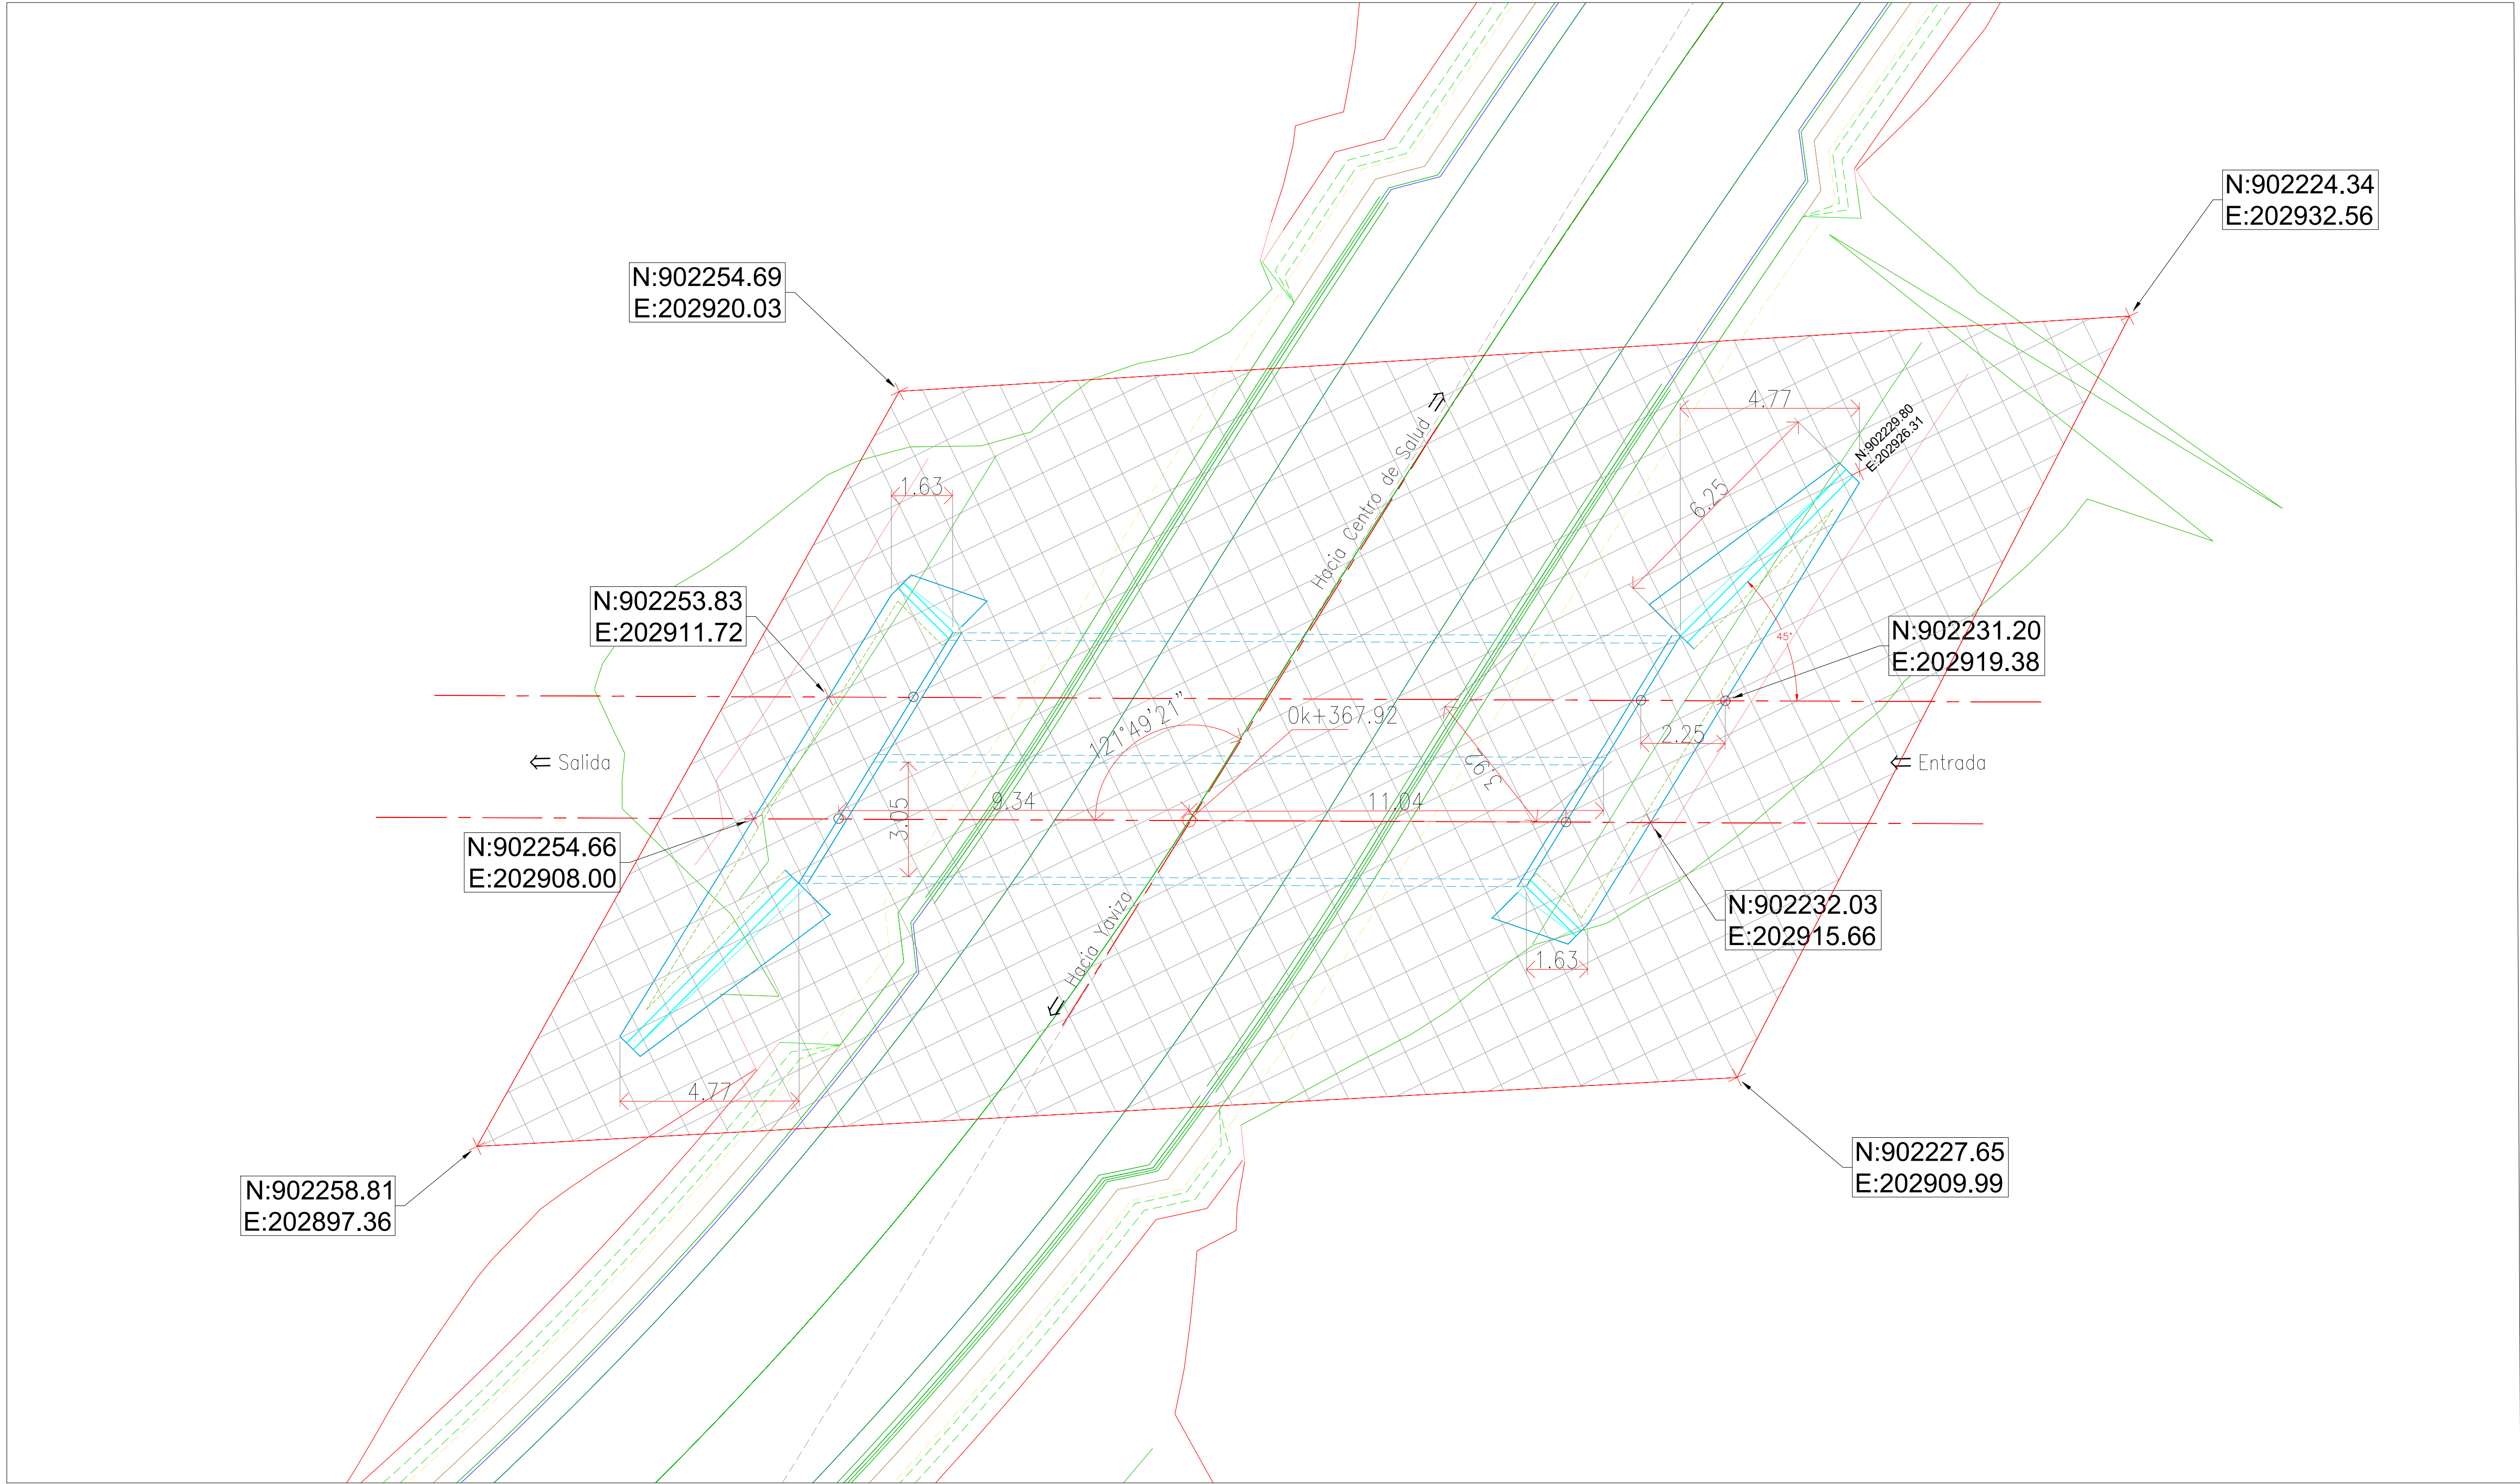 N:902224.34
E:202932.56
N:902254.69
E:202920.03
4.77
N:902229.80
E:202926.31
Hacia Centro de Salud
1.63
6.25
N:902253.83
E:202911.72
45°
N:902231.20
E:202919.38
121°49'21"
0k+367.92
2.25
Salida
3.92
Entrada
9.34
11.04
3.05
N:902254.66
E:202908.00
Hacia Yaviza
N:902232.03
E:202915.66
1.63
4.77
N:902227.65
E:202909.99
N:902258.81
E:202897.36